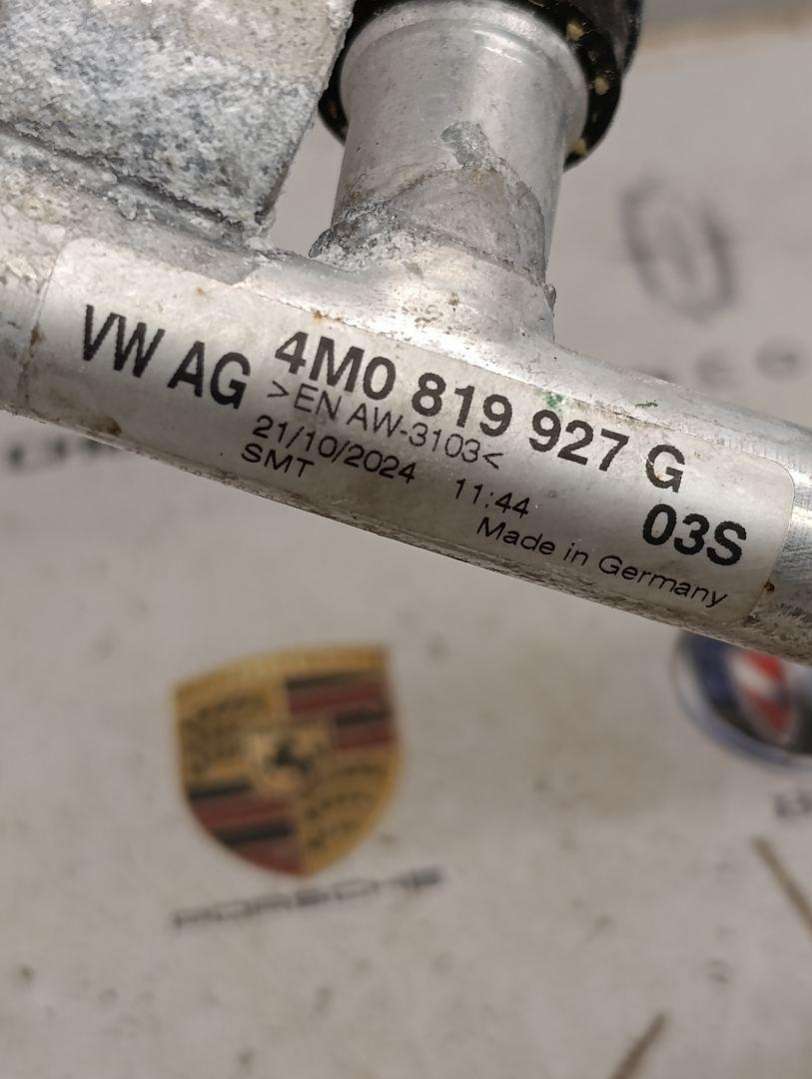 VW AG 4M0 819 927 G
>EN AW-3103<
21/10/2024 11:44 03S
SMT Made in Germany
PORSCHE